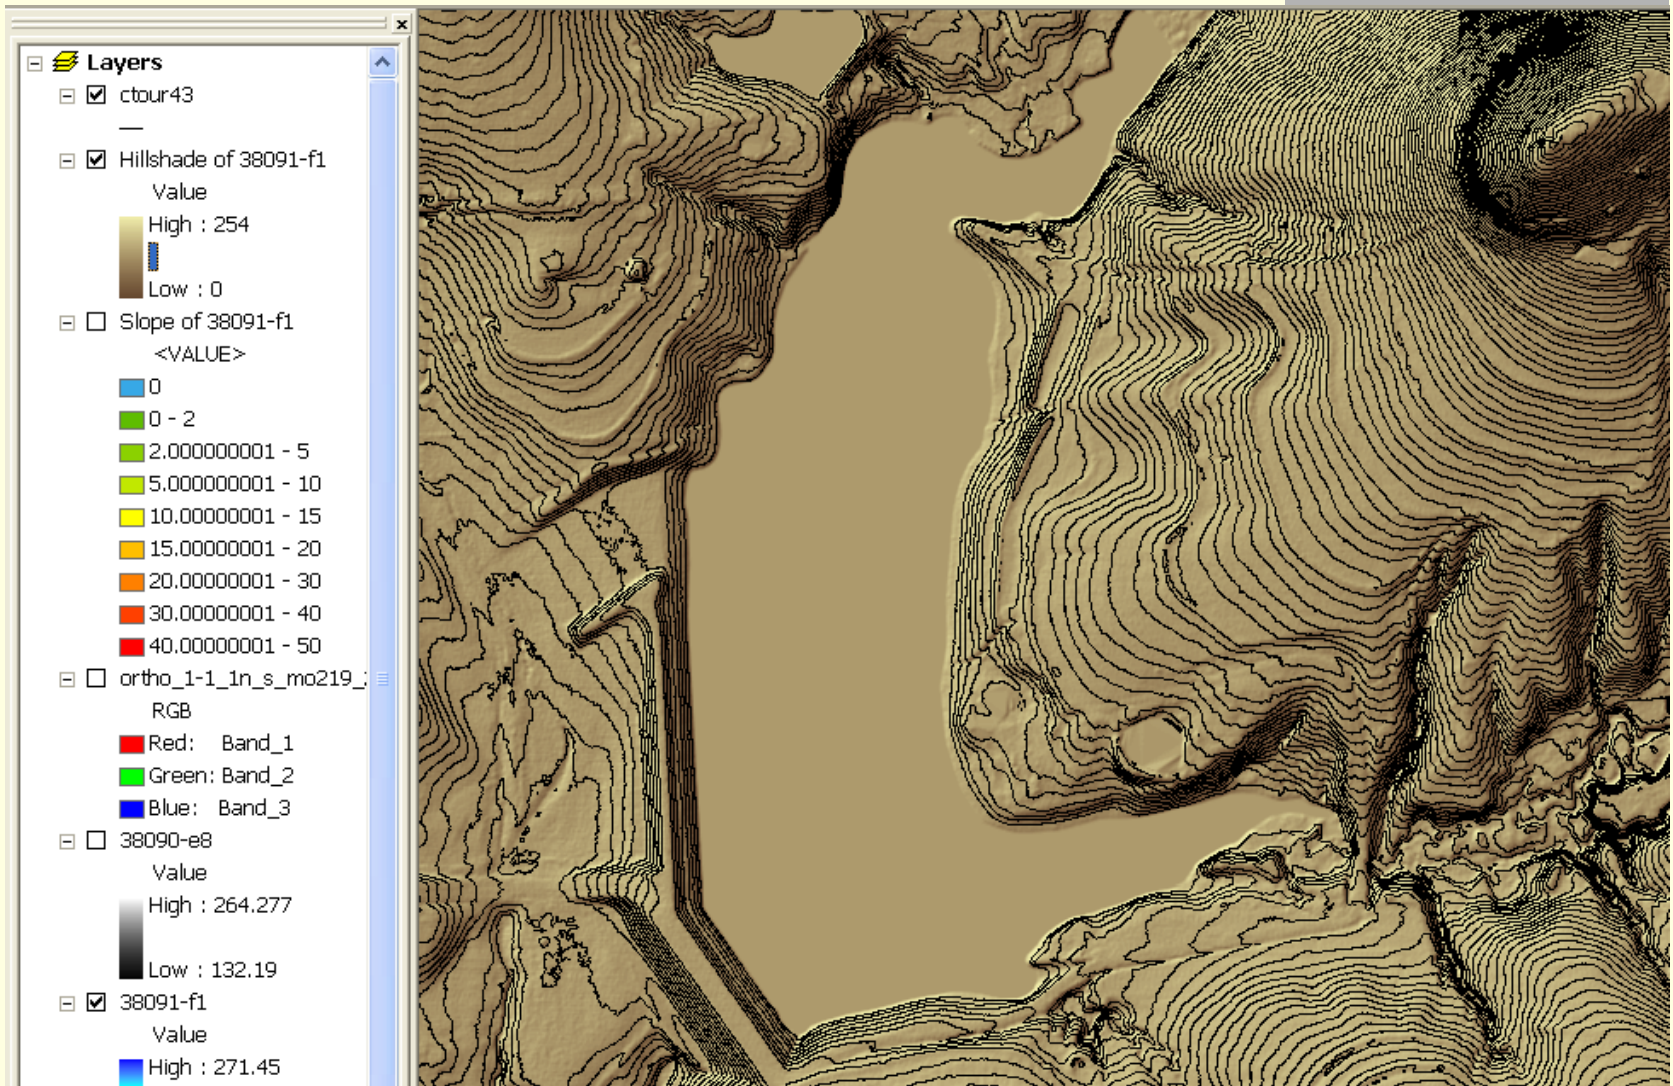 Layers
ctour43
Hillshade of 38091-f1
Value
High : 254
Low : 0
Slope of 38091-f1
<VALUE>
0
0 - 2
2.000000001 - 5
5.000000001 - 10
10.00000001 - 15
15.00000001 - 20
20.00000001 - 30
30.00000001 - 40
40.00000001 - 50
ortho_1-1_1n_s_mo219_
RGB
Red: Band_1
Green: Band_2
Blue: Band_3
38090-e8
Value
High : 264.277
Low : 132.19
38091-f1
Value
High : 271.45